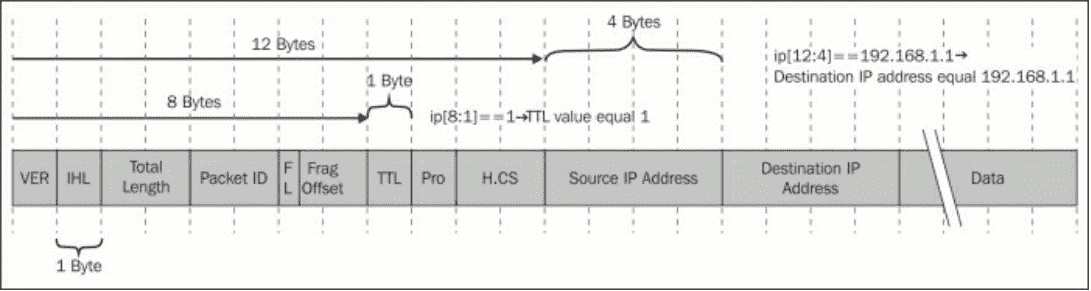 4 Bytes
12 Bytes
ip[12:4]==192.168.1.1→
Destination IP address equal 192.168.1.1
1 Byte
8 Bytes
ip[8:1]==1→TTL value equal 1
VER
IHL
Total
Length
Packet ID
F
L
Frag
Offset
TTL
Pro
H.CS
Source IP Address
Destination IP
Address
Data
1 Byte